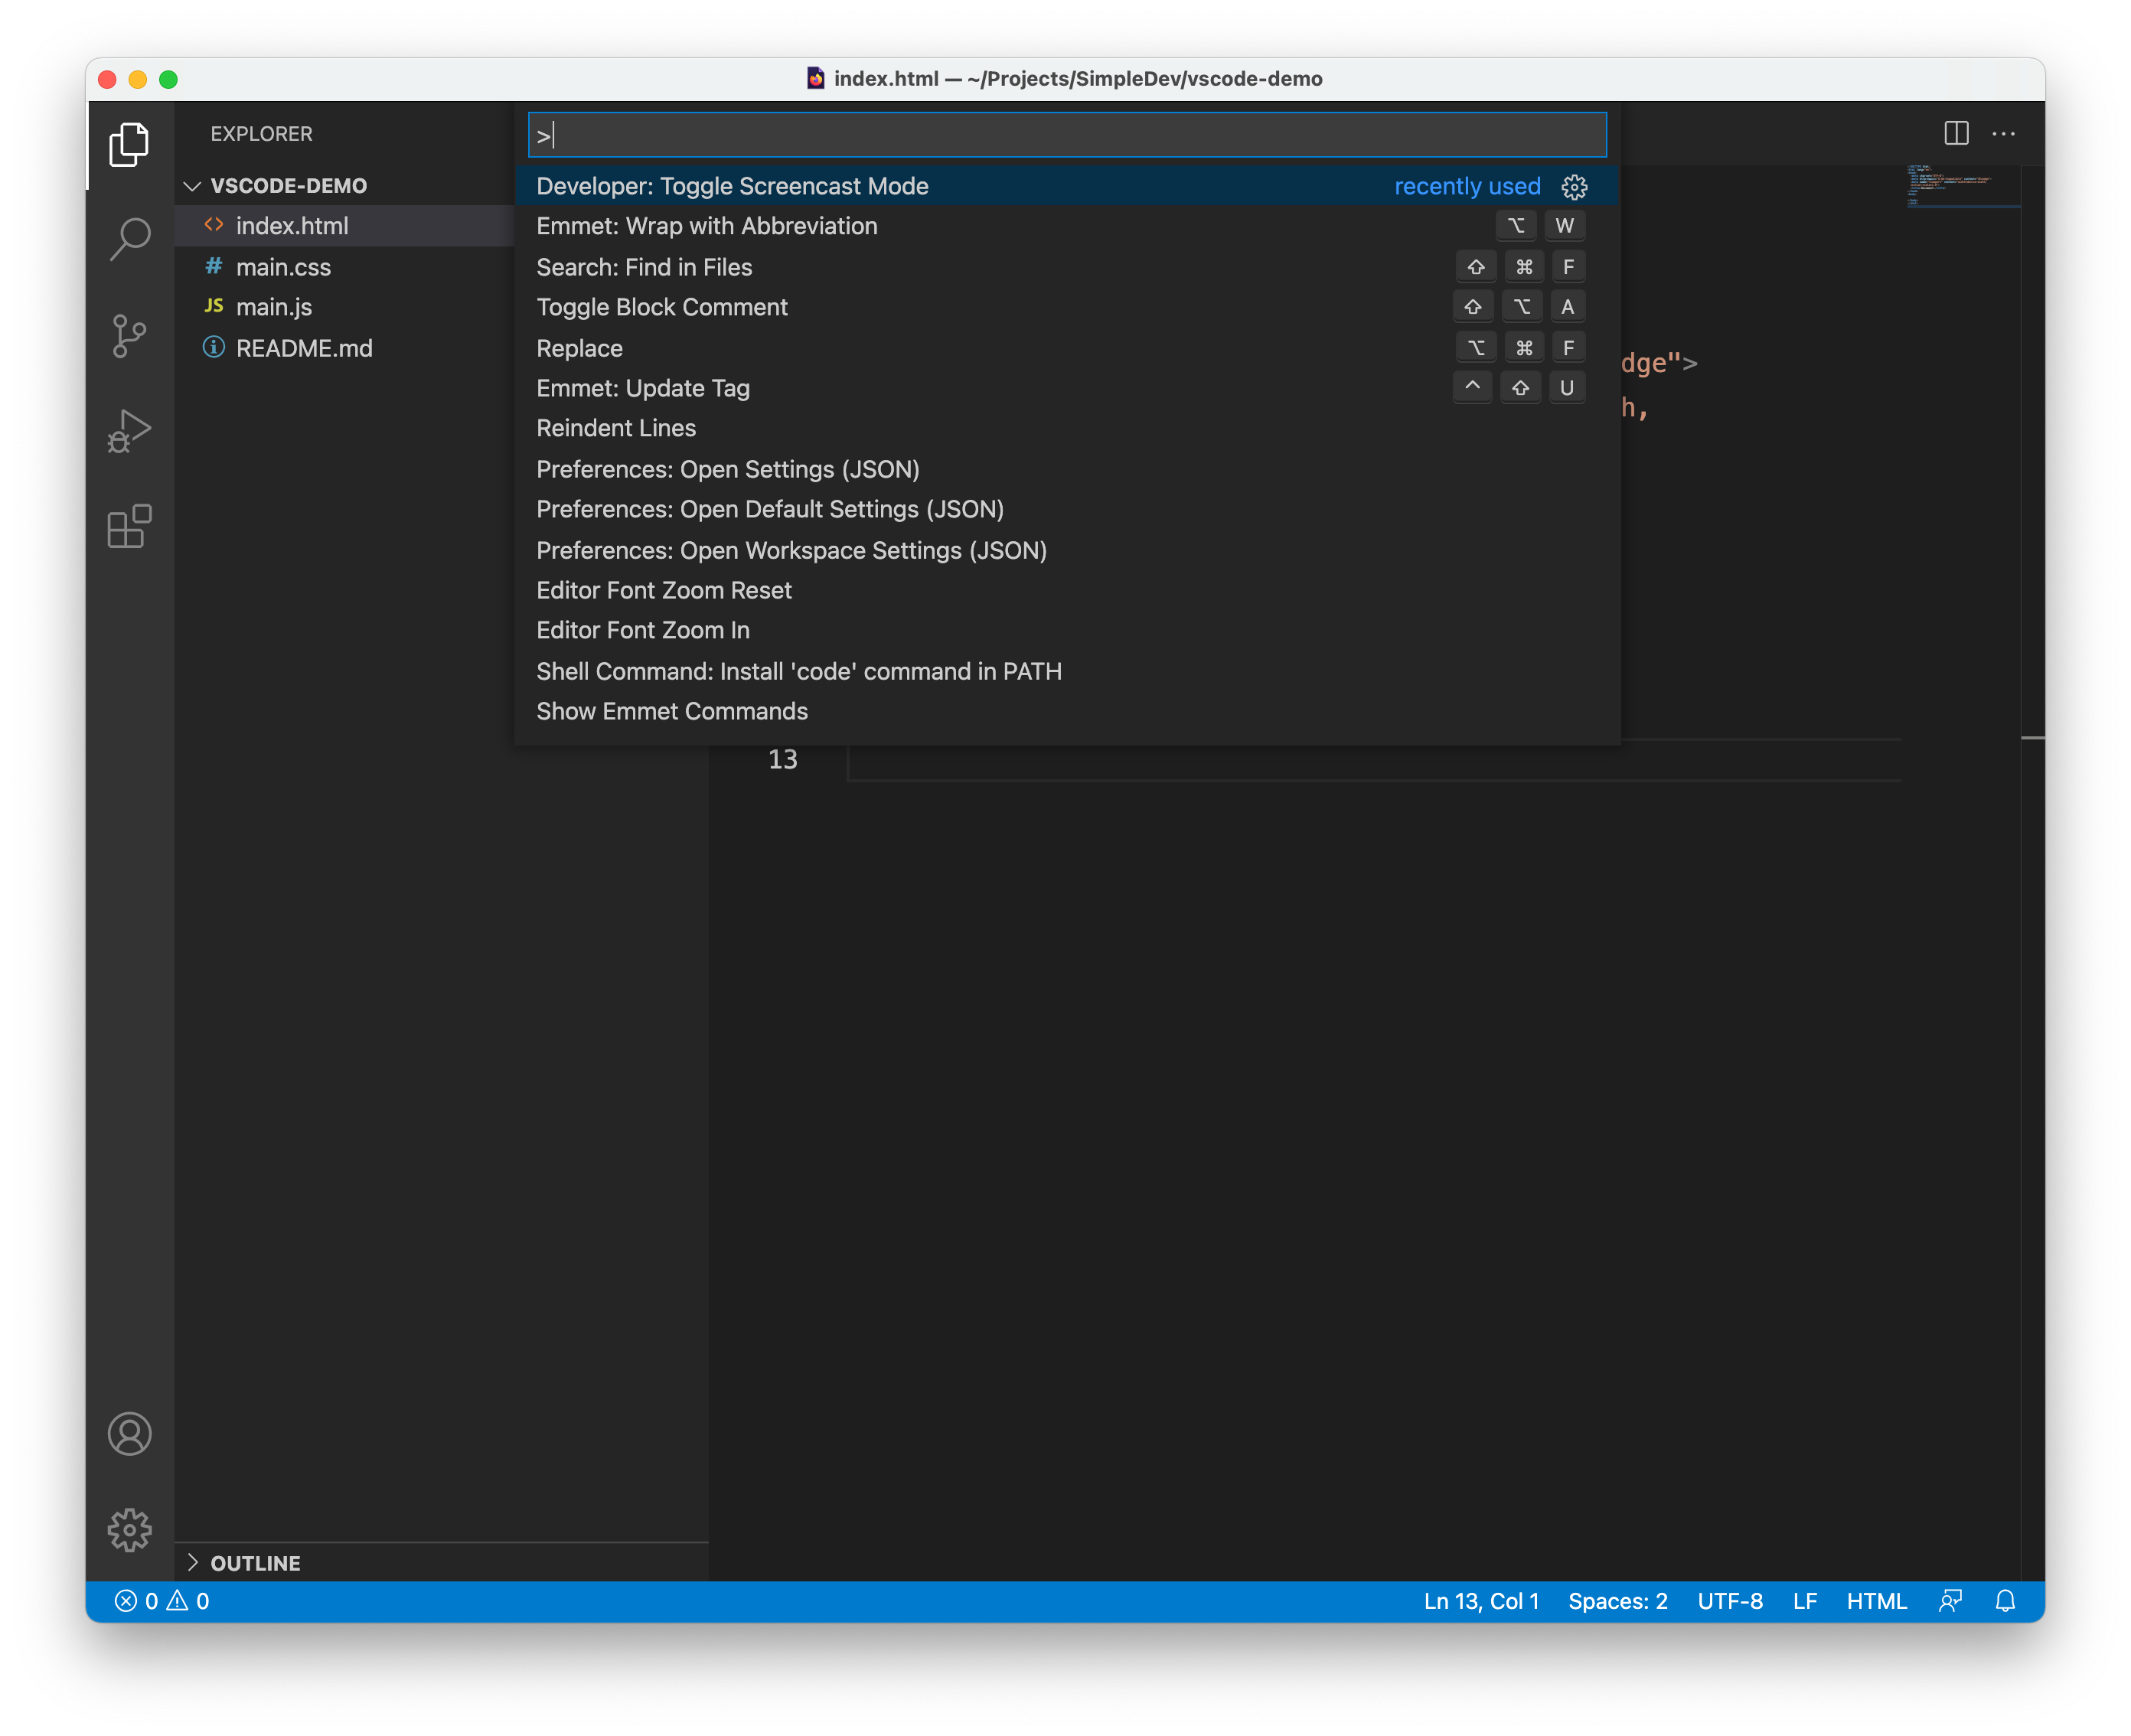 index.html — ~/Projects/SimpleDev/vscode-demo
EXPLORER
VSCODE-DEMO
<> index.html
# main.css
JS main.js
README.md
>
Developer: Toggle Screencast Mode recently used
Emmet: Wrap with Abbreviation ⌥ W
Search: Find in Files ⇧ ⌘ F
Toggle Block Comment ⇧ ⌥ A
Replace ⌥ ⌘ F
Emmet: Update Tag ^ ⇧ U
Reindent Lines
Preferences: Open Settings (JSON)
Preferences: Open Default Settings (JSON)
Preferences: Open Workspace Settings (JSON)
Editor Font Zoom Reset
Editor Font Zoom In
Shell Command: Install 'code' command in PATH
Show Emmet Commands
dge">
h,
13
OUTLINE
0 0
Ln 13, Col 1 Spaces: 2 UTF-8 LF HTML